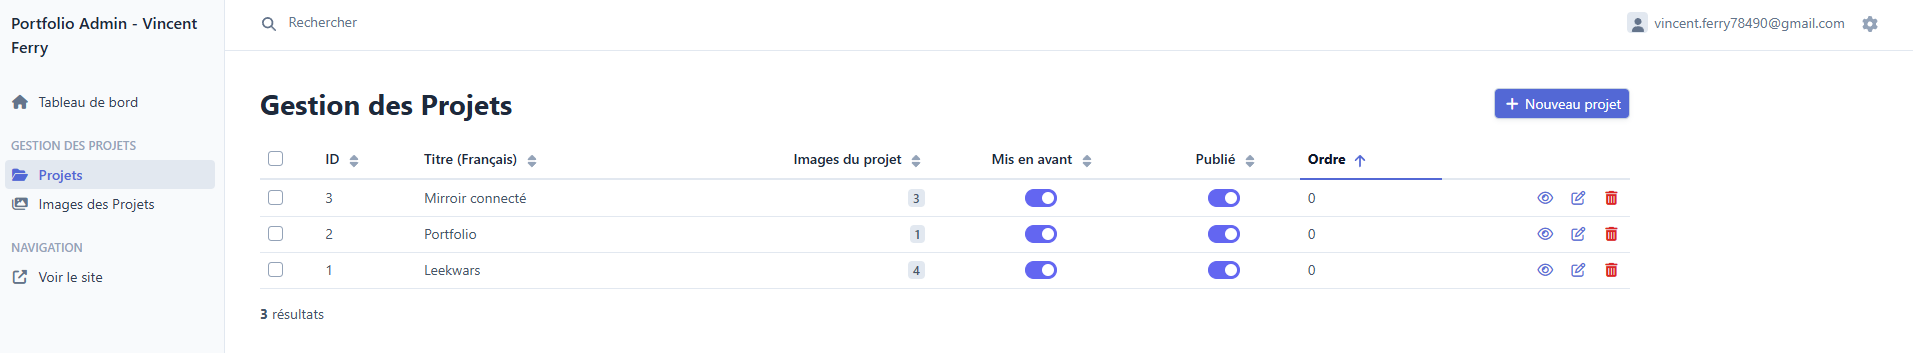 Portfolio Admin - Vincent
Ferry
Rechercher
vincent.ferry78490@gmail.com
Tableau de bord
GESTION DES PROJETS
Projets
Images des Projets
NAVIGATION
Voir le site
Gestion des Projets
+ Nouveau projet
ID Titre (Français) Images du projet Mis en avant Publié Ordre
3 Mirroir connecté 3 0
2 Portfolio 1 0
1 Leekwars 4 0
3 résultats